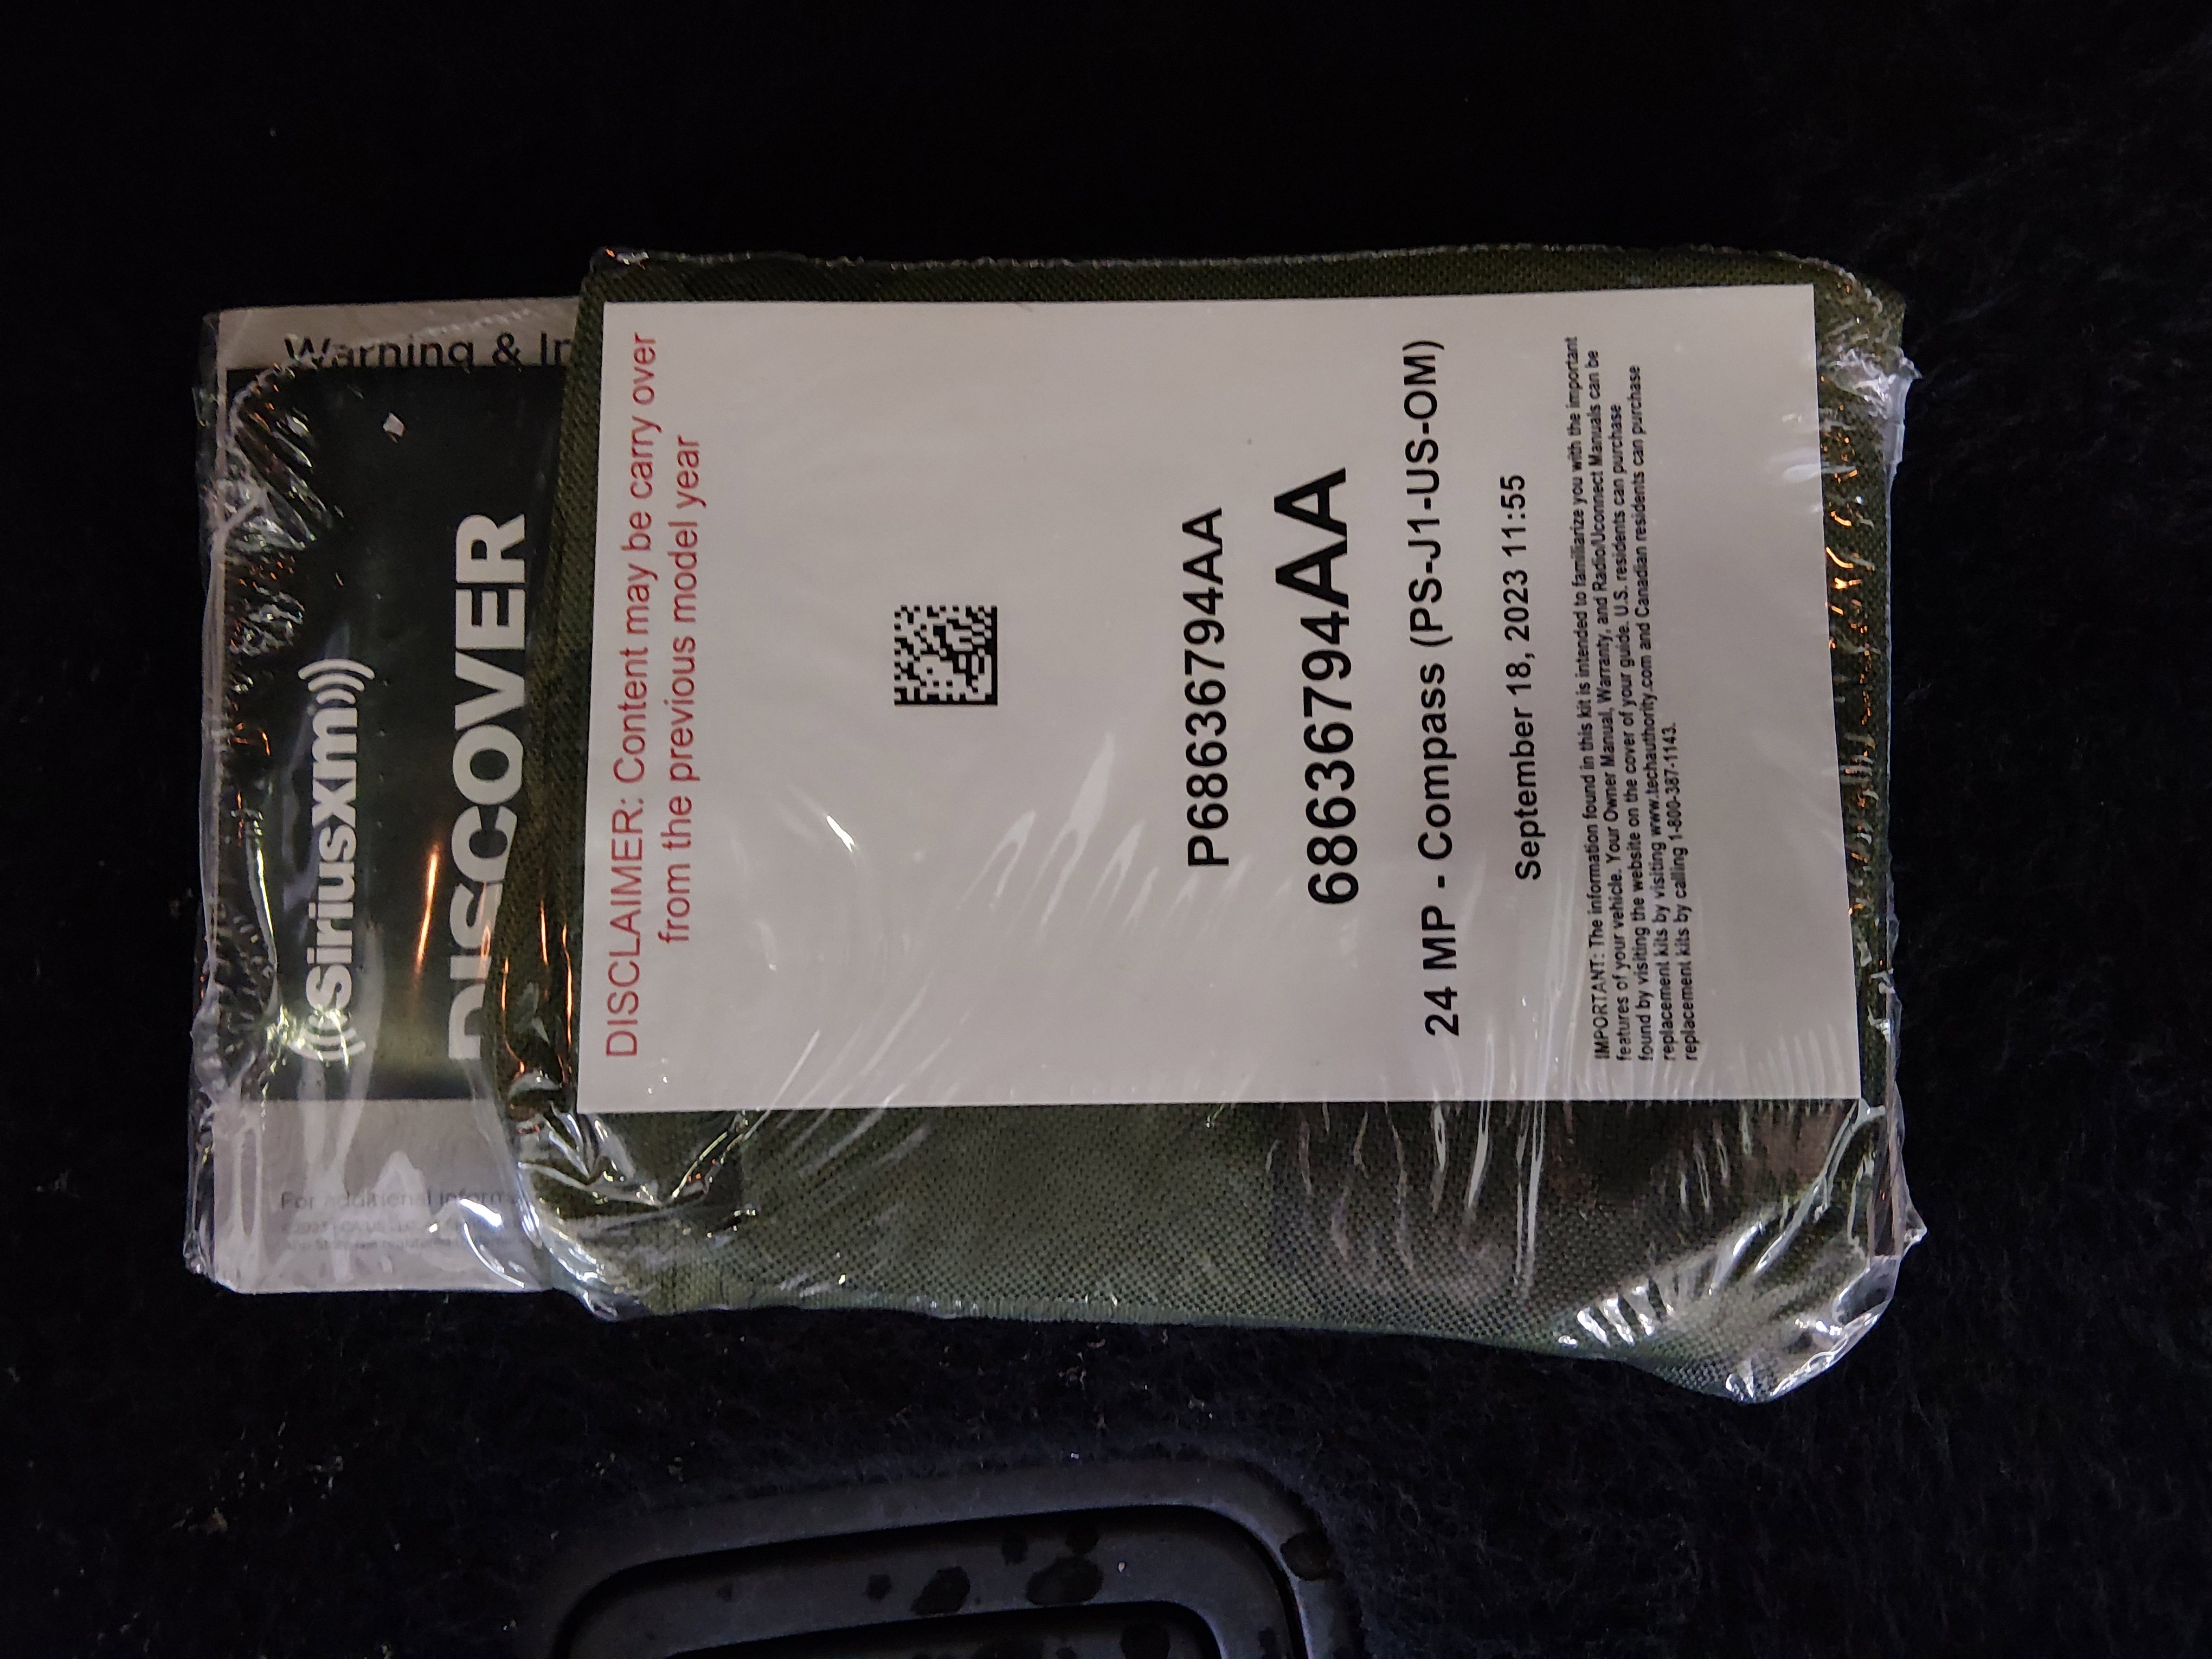 Warning & In
((SiriusXm))
DISCOVER
For additional inform
DISCLAIMER: Content may be carry over
from the previous model year
P68636794AA
68636794AA
24 MP - Compass (PS-J1-US-OM)
September 18, 2023 11:55
IMPORTANT: The information found in this kit is intended to familiarize you with the important
features of your vehicle. Your Owner Manual, Warranty, and Radio/Uconnect Manuals can be
found by visiting the website on the cover of your guide. U.S. residents can purchase
replacement kits by visiting www.techauthority.com and Canadian residents can purchase
replacement kits by calling 1-800-387-1143.